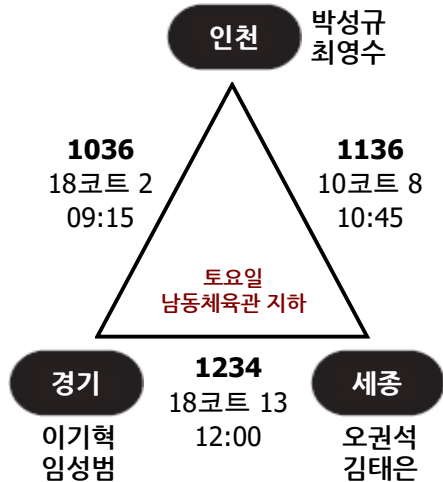 인천
박성규
최영수
1036
18코트 2
09:15
1136
10코트 8
10:45
토요일
남동체육관 지하
경기
이기혁
임성범
1234
18코트 13
12:00
세종
오권석
김태은